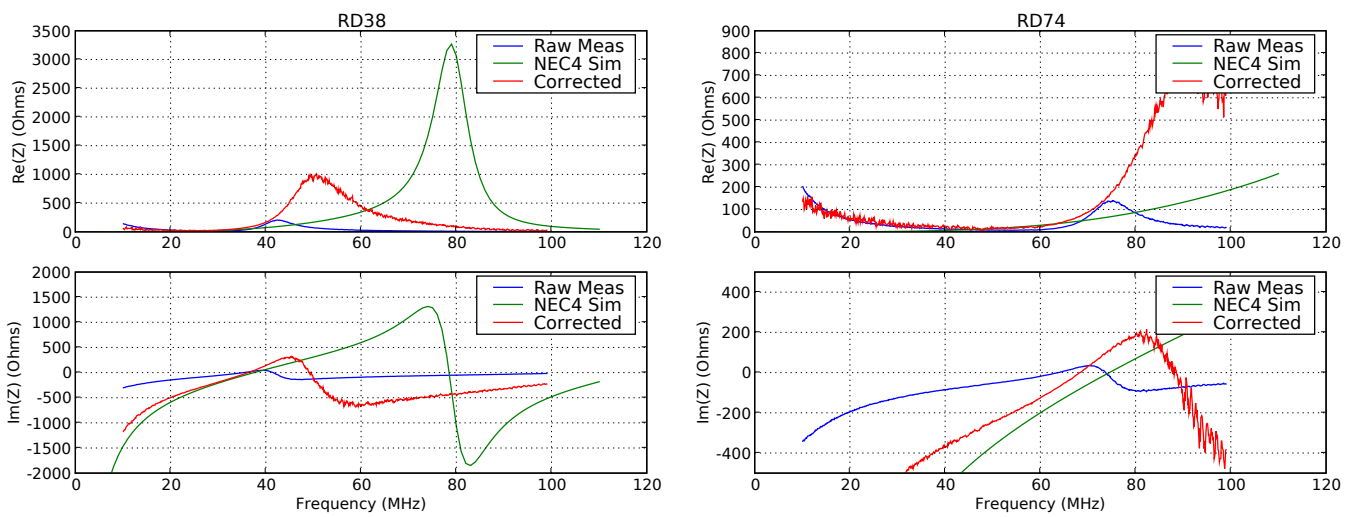 RD38
Re(Z) (Ohms)
3500
3000
2500
2000
1500
1000
500
0
0 20 40 60 80 100 120
Raw Meas
NEC4 Sim
Corrected
RD74
Re(Z) (Ohms)
900
800
700
600
500
400
300
200
100
0
0 20 40 60 80 100 120
Raw Meas
NEC4 Sim
Corrected
Im(Z) (Ohms)
2000
1500
1000
500
0
-500
-1000
-1500
-2000
0 20 40 60 80 100 120
Frequency (MHz)
Raw Meas
NEC4 Sim
Corrected
Im(Z) (Ohms)
400
200
0
-200
-400
0 20 40 60 80 100 120
Frequency (MHz)
Raw Meas
NEC4 Sim
Corrected